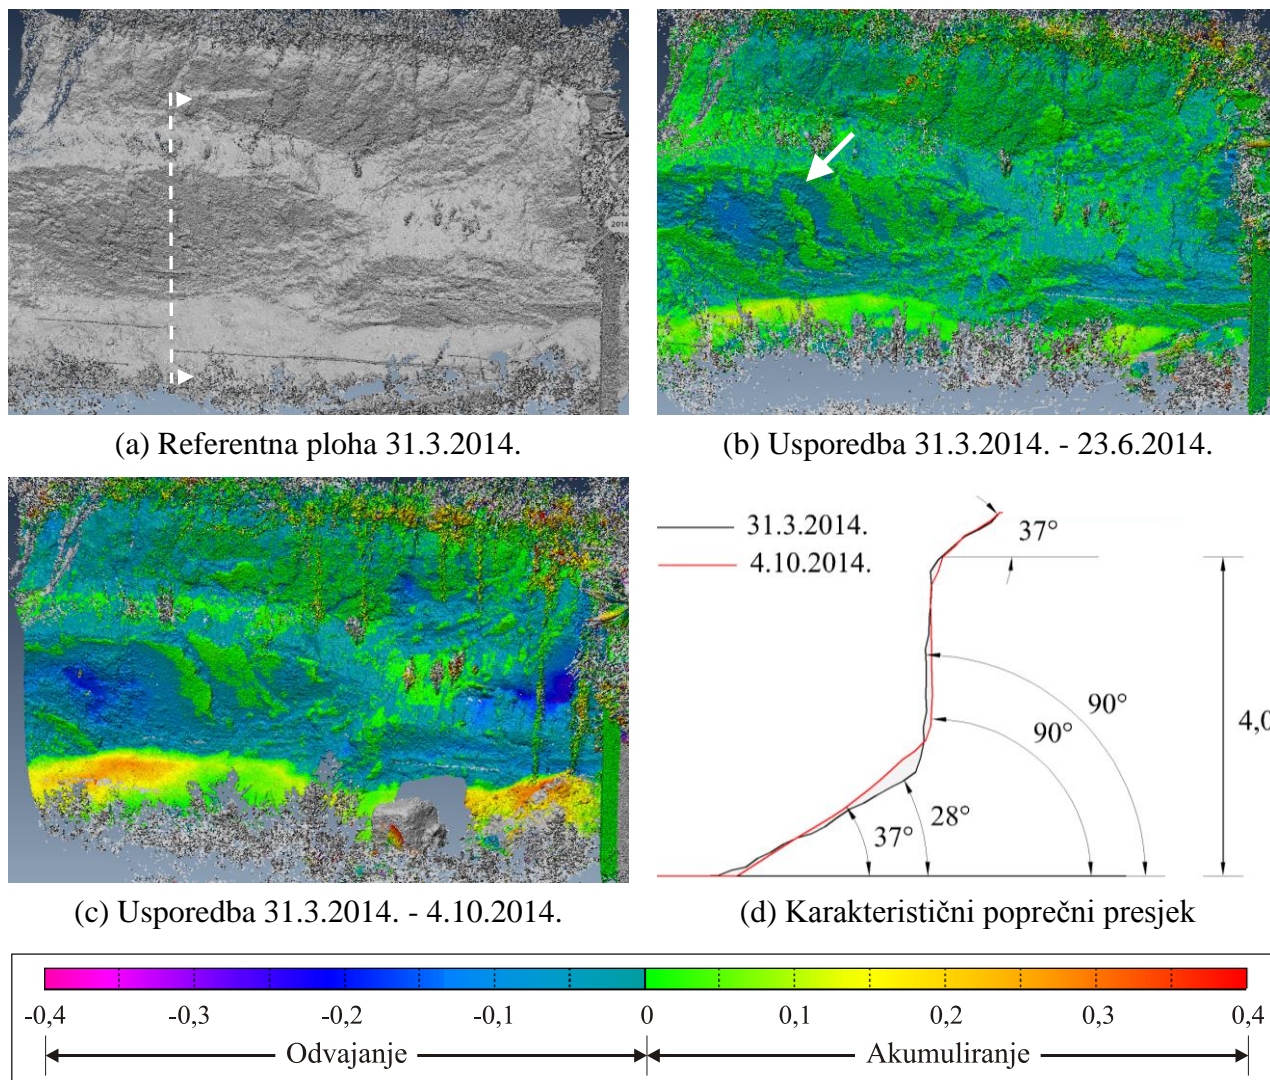 (a) Referentna ploha 31.3.2014.
(b) Usporedba 31.3.2014. - 23.6.2014.
31.3.2014.
4.10.2014.
37°
90°
90°
4,0
28°
37°
(c) Usporedba 31.3.2014. - 4.10.2014.
(d) Karakteristični poprečni presjek
-0,4 -0,3 -0,2 -0,1 0 0,1 0,2 0,3 0,4
Odvajanje Akumuliranje